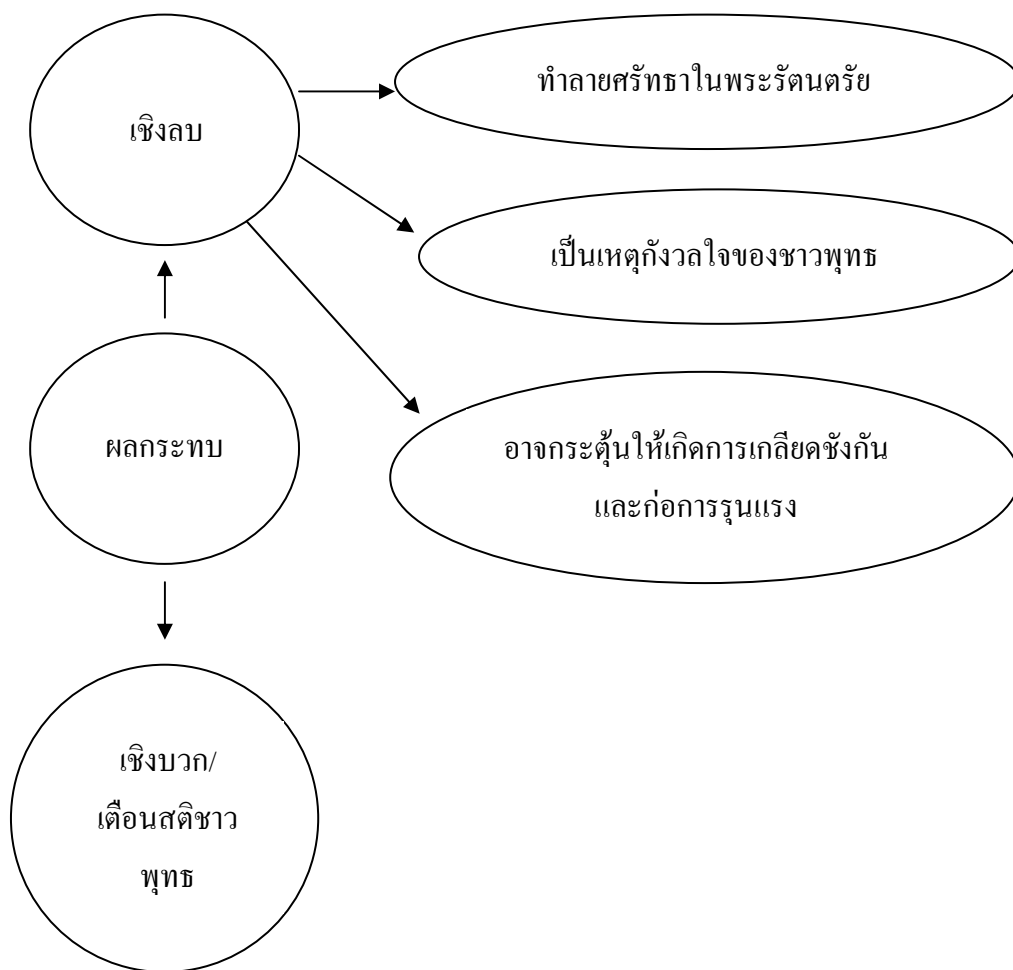 เชิงลบ
ทำลายศรัทธาในพระรัตนตรัย
เป็นเหตุกังวลใจของชาวพุทธ
ผลกระทบ
อาจกระตุ้นให้เกิดการเกลียดชังกัน
และก่อการรุนแรง
เชิงบวก/
เตือนสติชาว
พุทธ